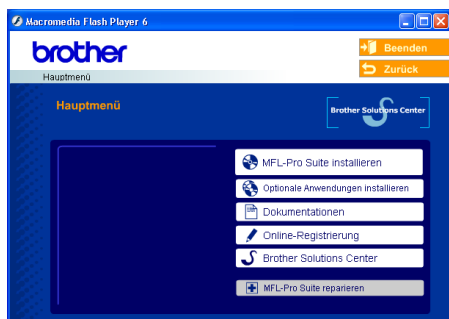 Macromedia Flash Player 6
brother
Beenden
Zurück
Hauptmenü
Hauptmenü
Brother Solutions Center
MFL-Pro Suite installieren
Optionale Anwendungen installieren
Dokumentationen
Online-Registrierung
Brother Solutions Center
MFL-Pro Suite reparieren